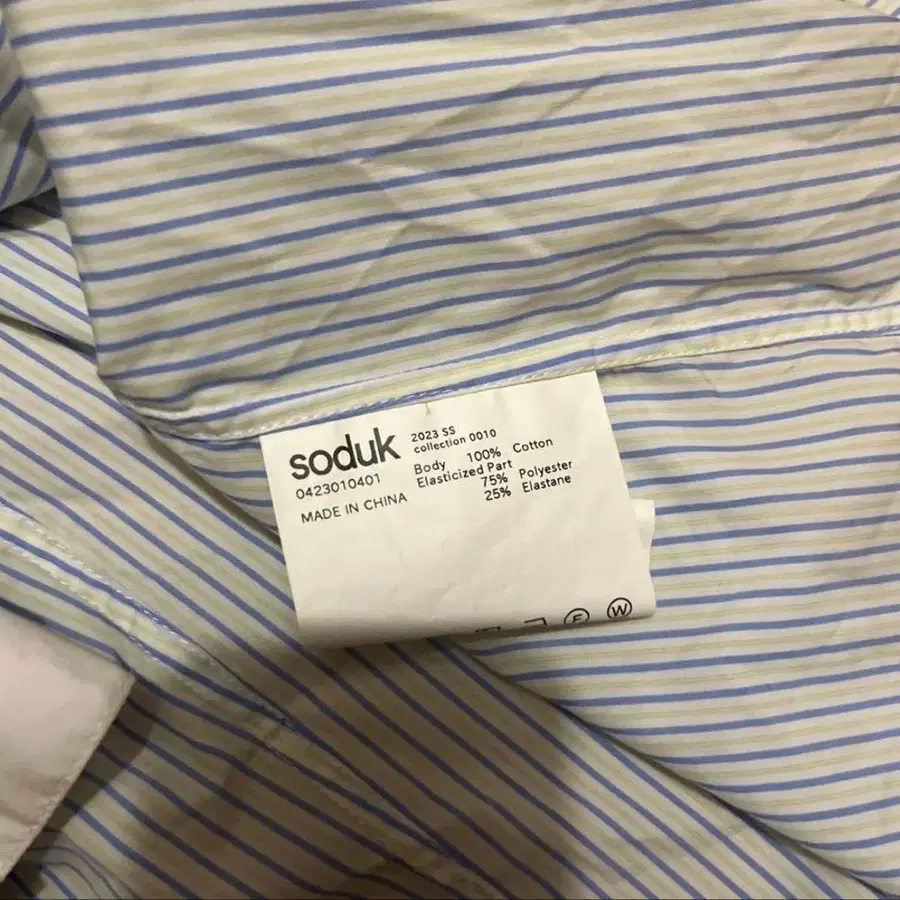 soduk
0423010401
MADE IN CHINA
2023 SS
collection 0010
Body 100% Cotton
Elasticized Part
75% Polyester
25% Elastane
F W